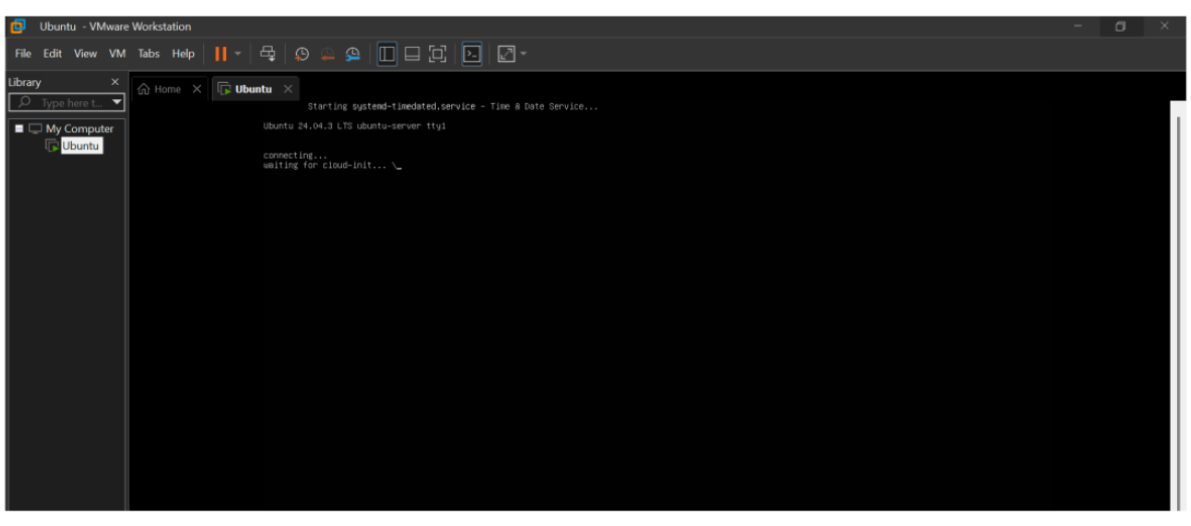 Ubuntu - VMware Workstation
File Edit View VM Tabs Help
Library
Type here t...
Home
Ubuntu
My Computer
Ubuntu
Starting systemd-timedated.service - Time & Date Service...
Ubuntu 24.04.3 LTS ubuntu-server tty1
connecting...
waiting for cloud-init... \_